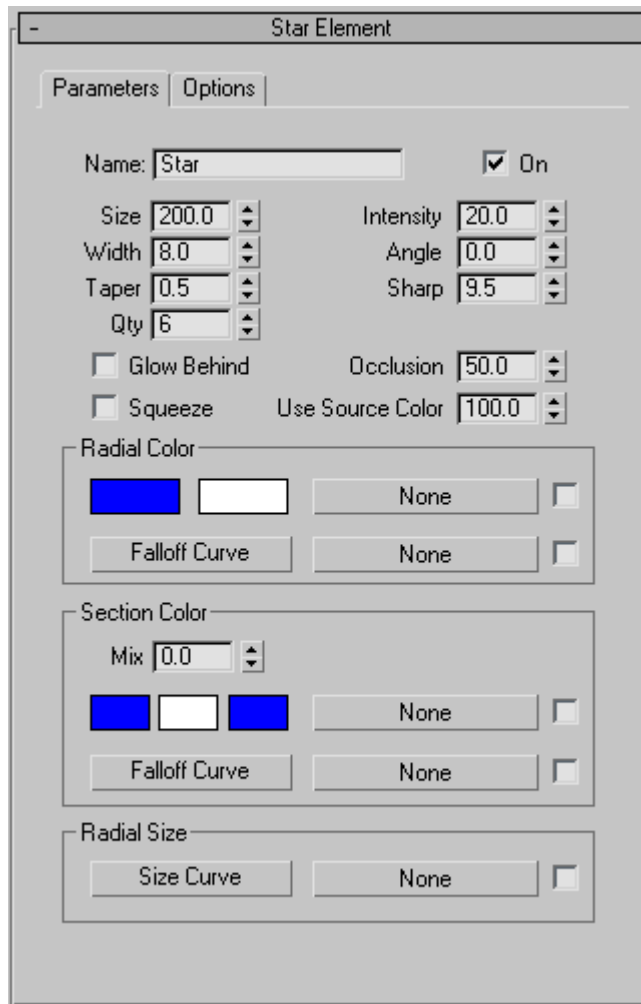 - Star Element
Parameters Options
Name: Star On
Size 200.0 Intensity 20.0
Width 8.0 Angle 0.0
Taper 0.5 Sharp 9.5
Qty 6
Glow Behind Occlusion 50.0
Squeeze Use Source Color 100.0
Radial Color
None
Falloff Curve None
Section Color
Mix 0.0
None
Falloff Curve None
Radial Size
Size Curve None